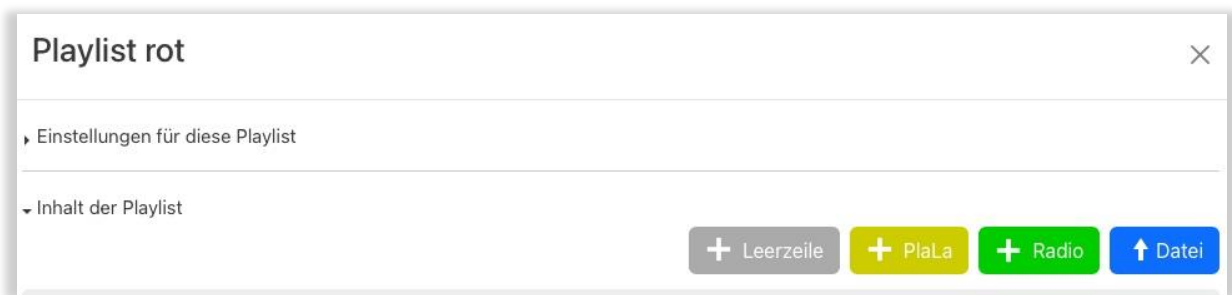 Playlist rot
Einstellungen für diese Playlist
Inhalt der Playlist
Leerzeile PlaLa Radio Datei